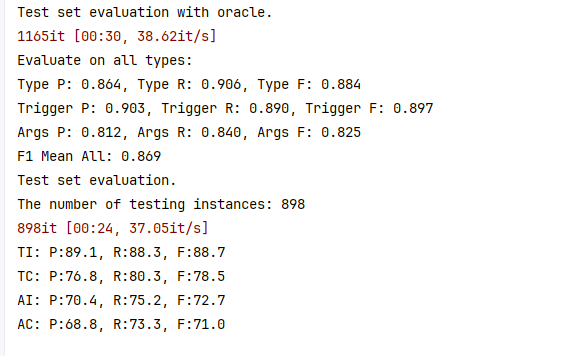 Test set evaluation with oracle.
1165it [00:30, 38.62it/s]
Evaluate on all types:
Type P: 0.864, Type R: 0.906, Type F: 0.884
Trigger P: 0.903, Trigger R: 0.890, Trigger F: 0.897
Args P: 0.812, Args R: 0.840, Args F: 0.825
F1 Mean All: 0.869
Test set evaluation.
The number of testing instances: 898
898it [00:24, 37.05it/s]
TI: P:89.1, R:88.3, F:88.7
TC: P:76.8, R:80.3, F:78.5
AI: P:70.4, R:75.2, F:72.7
AC: P:68.8, R:73.3, F:71.0